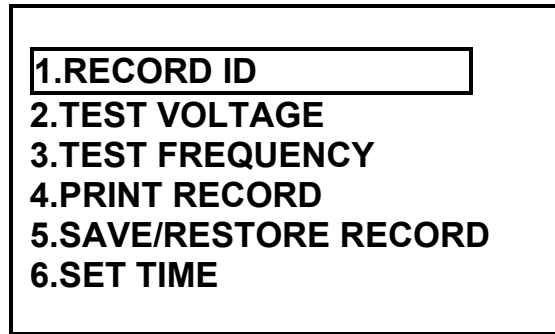 1.RECORD ID
2.TEST VOLTAGE
3.TEST FREQUENCY
4.PRINT RECORD
5.SAVE/RESTORE RECORD
6.SET TIME